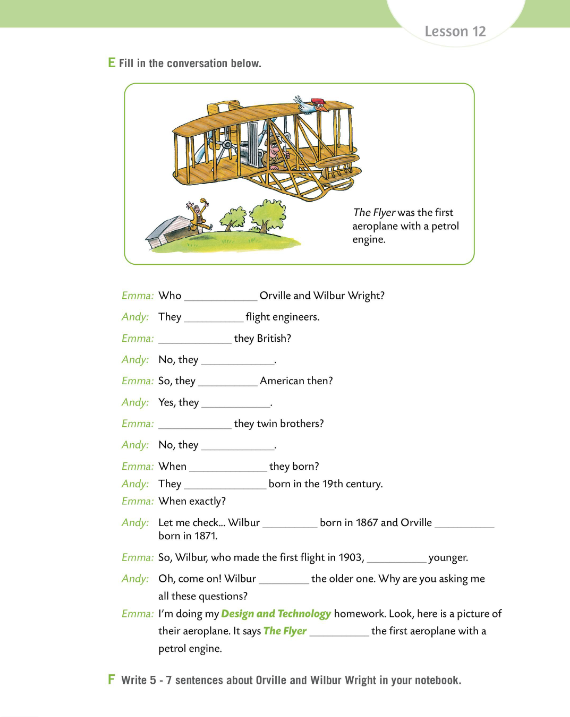 Lesson 12
E Fill in the conversation below.
The Flyer was the first
aeroplane with a petrol
engine.
Emma: Who ____________ Orville and Wilbur Wright?
Andy: They __________ flight engineers.
Emma: ____________ they British?
Andy: No, they ____________.
Emma: So, they __________ American then?
Andy: Yes, they ___________.
Emma: ____________ they twin brothers?
Andy: No, they ____________.
Emma: When _____________ they born?
Andy: They ______________ born in the 19th century.
Emma: When exactly?
Andy: Let me check... Wilbur _________ born in 1867 and Orville __________
born in 1871.
Emma: So, Wilbur, who made the first flight in 1903, __________ younger.
Andy: Oh, come on! Wilbur ________ the older one. Why are you asking me
all these questions?
Emma: I'm doing my Design and Technology homework. Look, here is a picture of
their aeroplane. It says The Flyer __________ the first aeroplane with a
petrol engine.
F Write 5 - 7 sentences about Orville and Wilbur Wright in your notebook.